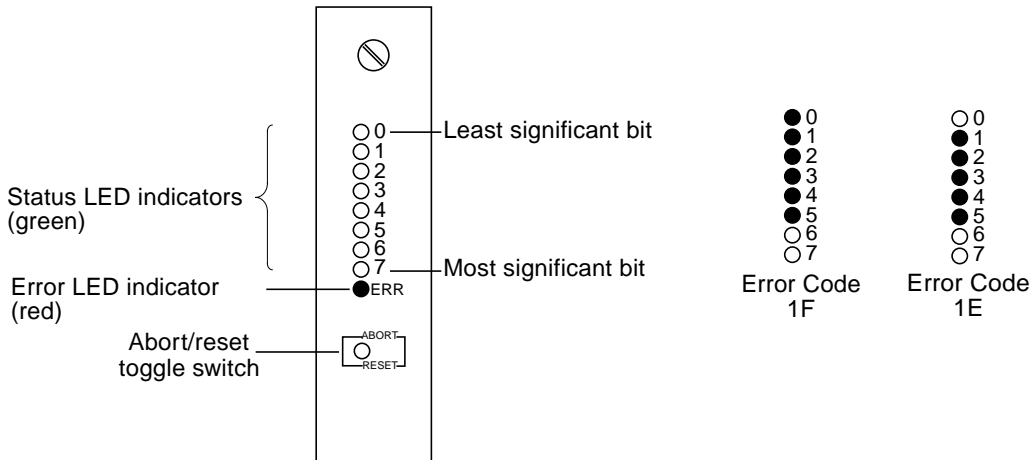 0
Least significant bit
1
2
3
Status LED indicators
(green)
4
5
6
7
Most significant bit
Error LED indicator
(red)
ERR
Abort/reset
toggle switch
ABORT
RESET
0
1
2
3
4
5
6
7
Error Code
1F
0
1
2
3
4
5
6
7
Error Code
1E